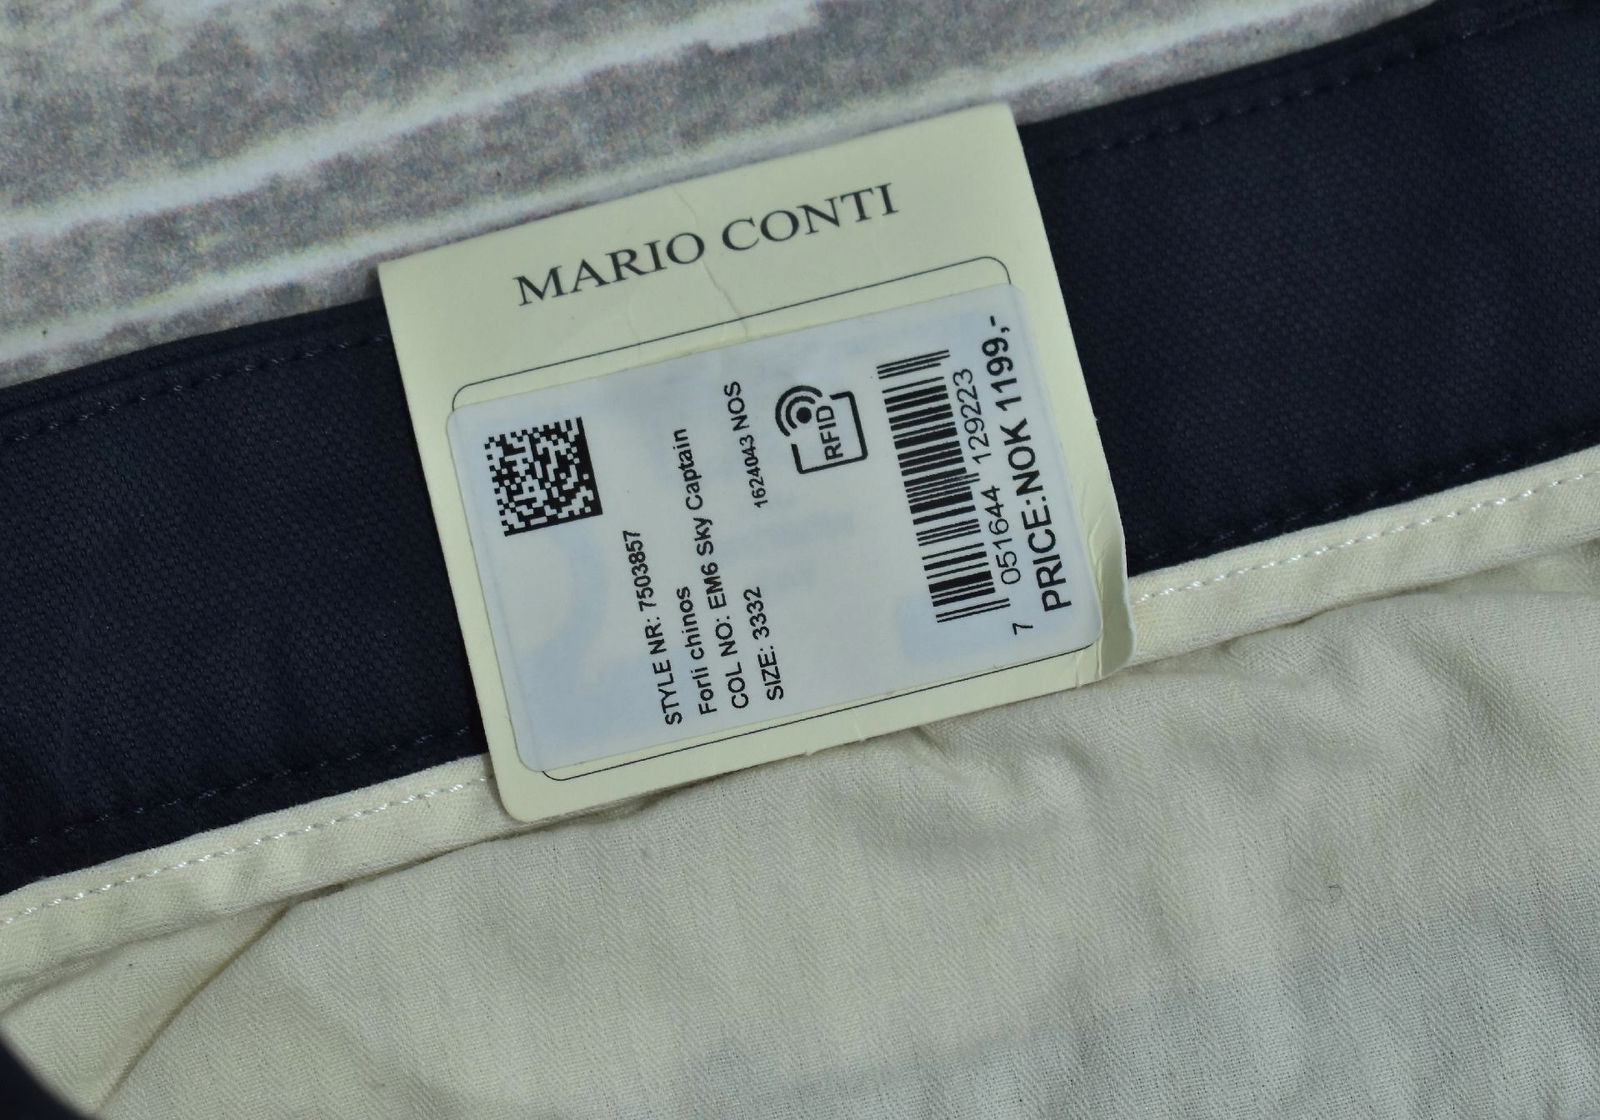 MARIO CONTI
STYLE NR: 7503857
Forli chinos
COL NO: EM6 Sky Captain
SIZE: 3332 1624043 NOS
RFID
7 051644 129223
PRICE:NOK 1199,-